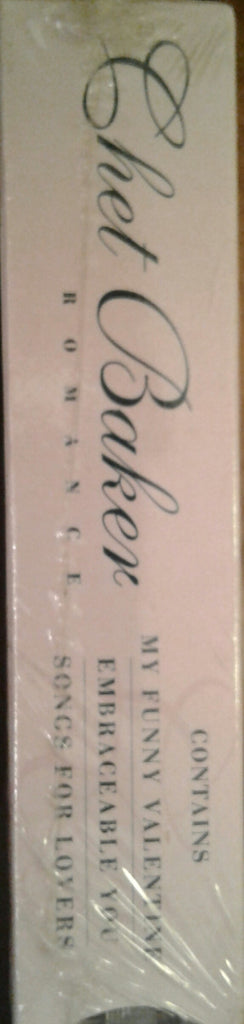 Chet Baker
ROMANCE
CONTAINS
MY FUNNY VALENTINE
EMBRACEABLE YOU
SONGS FOR LOVERS